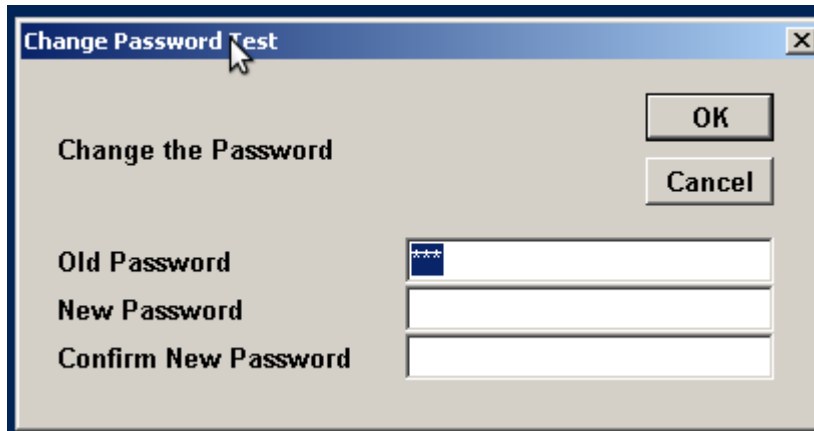 Change Password Test
OK
Change the Password
Cancel
Old Password ***
New Password
Confirm New Password